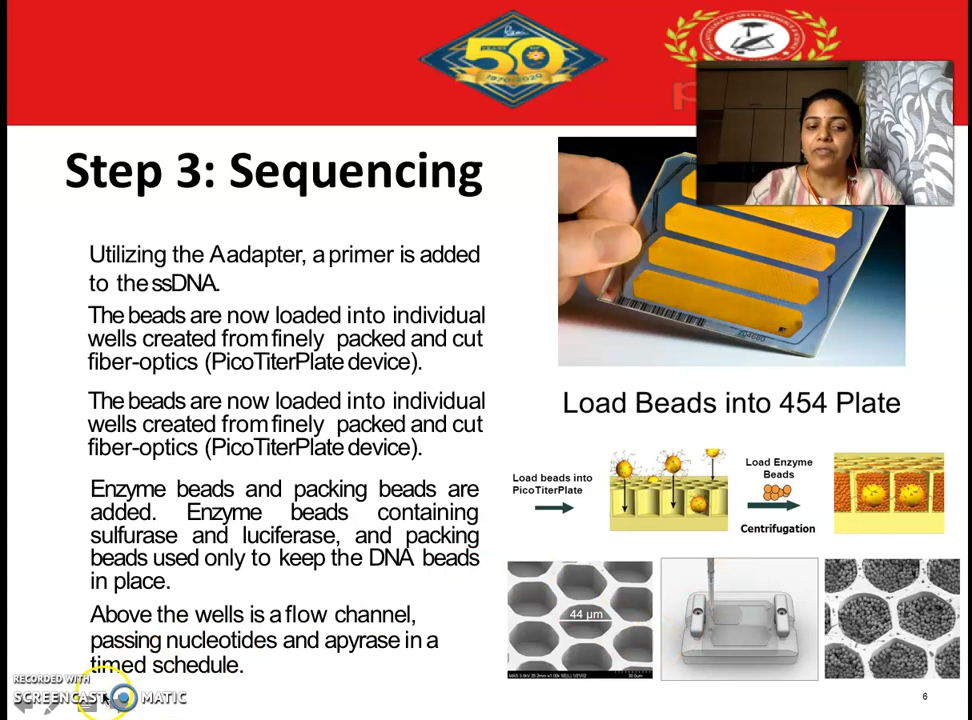 50
YEARS
1970-2020
Step 3: Sequencing
Utilizing the A adapter, a primer is added
to the ssDNA.
The beads are now loaded into individual
wells created from finely packed and cut
fiber-optics (PicoTiterPlate device).
The beads are now loaded into individual
wells created from finely packed and cut
fiber-optics (PicoTiterPlate device).
Enzyme beads and packing beads are
added. Enzyme beads containing
sulfurase and luciferase, and packing
beads used only to keep the DNA beads
in place.
Above the wells is a flow channel,
passing nucleotides and apyrase in a
timed schedule.
Load Beads into 454 Plate
Load beads into
PicoTiterPlate
Load Enzyme
Beads
Centrifugation
44 μm
RECORDED WITH
SCREENCAST MATIC
6